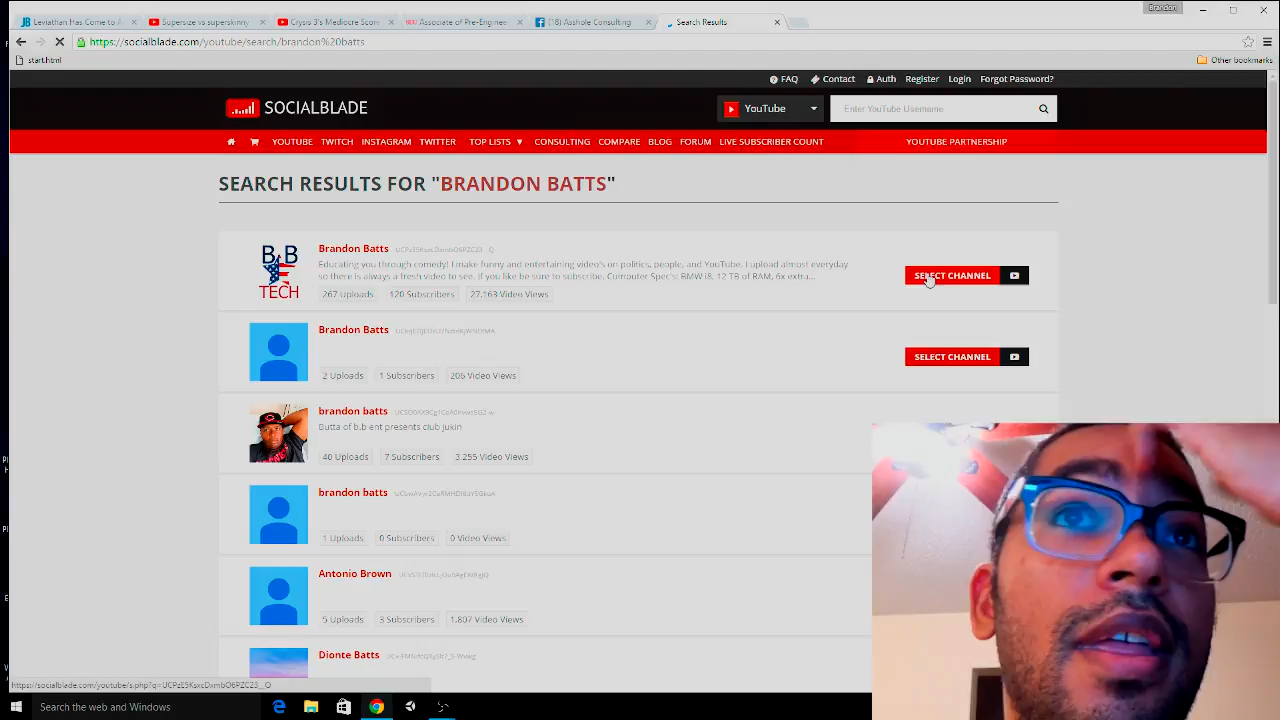 Brandon
Leviathan Has Come to A
Supersize vs superskinny
Crysis 3's Mediocre Scor
Associate of Pre-Engine
(18) Asshole Consulting
Search Results
https://socialblade.com/youtube/search/brandon%20batts
start.html
Other bookmarks
FAQ Contact Auth Register Login Forgot Password?
SOCIALBLADE
YouTube
Enter YouTube Username
YOUTUBE TWITCH INSTAGRAM TWITTER TOP LISTS CONSULTING COMPARE BLOG FORUM LIVE SUBSCRIBER COUNT YOUTUBE PARTNERSHIP
SEARCH RESULTS FOR "BRANDON BATTS"
B B
TECH
Brandon Batts
Educating you through comedy! I make funny and entertaining video's on politics, people, and YouTube. I upload almost everyday
so there is always a fresh video to see. If you like be sure to subscribe. Computer Spec's: BMW i8, 12 TB of RAM, 6x extra...
267 Uploads 120 Subscribers 27,163 Video Views
SELECT CHANNEL
Brandon Batts
2 Uploads 1 Subscribers 206 Video Views
SELECT CHANNEL
brandon batts
Butta of b.b ent presents club jukin
40 Uploads 7 Subscribers 3,255 Video Views
brandon batts
1 Uploads 0 Subscribers 0 Video Views
Antonio Brown
5 Uploads 3 Subscribers 1,807 Video Views
Dionte Batts
Search the web and Windows